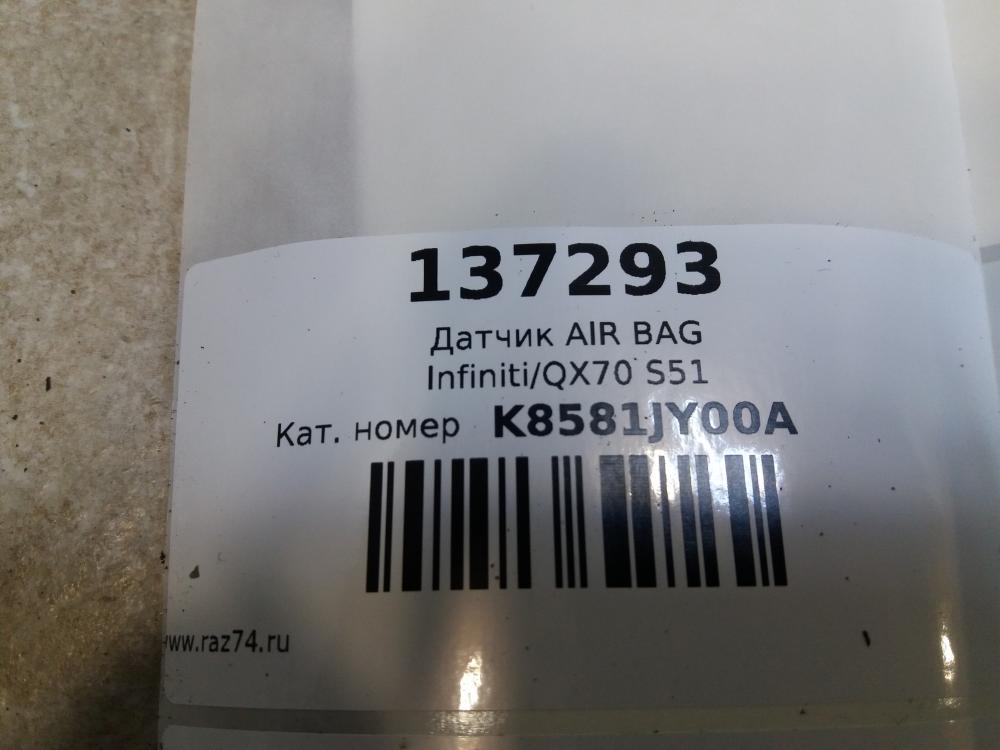 137293
Датчик AIR BAG
Infiniti/QX70 S51
Кат. номер K8581JY00A
www.raz74.ru